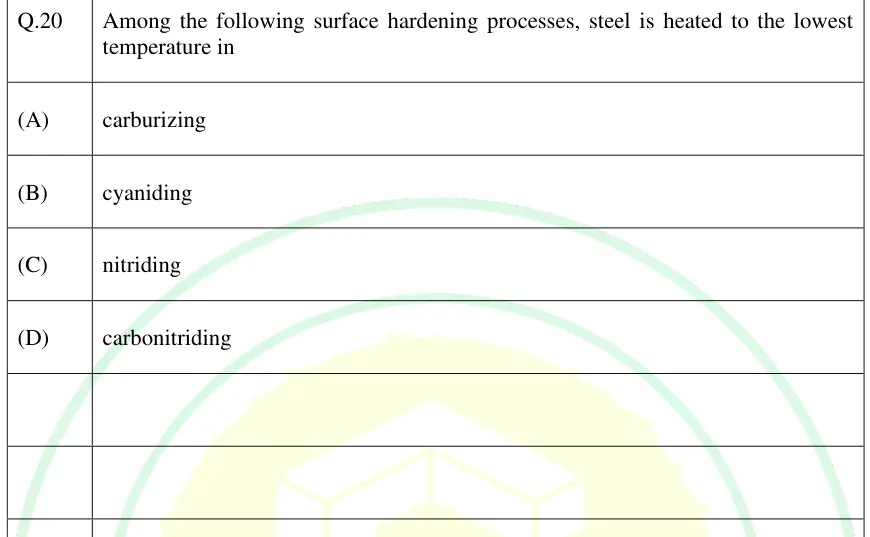 Q.20 Among the following surface hardening processes, steel is heated to the lowest
temperature in
(A) carburizing
(B) cyaniding
(C) nitriding
(D) carbonitriding